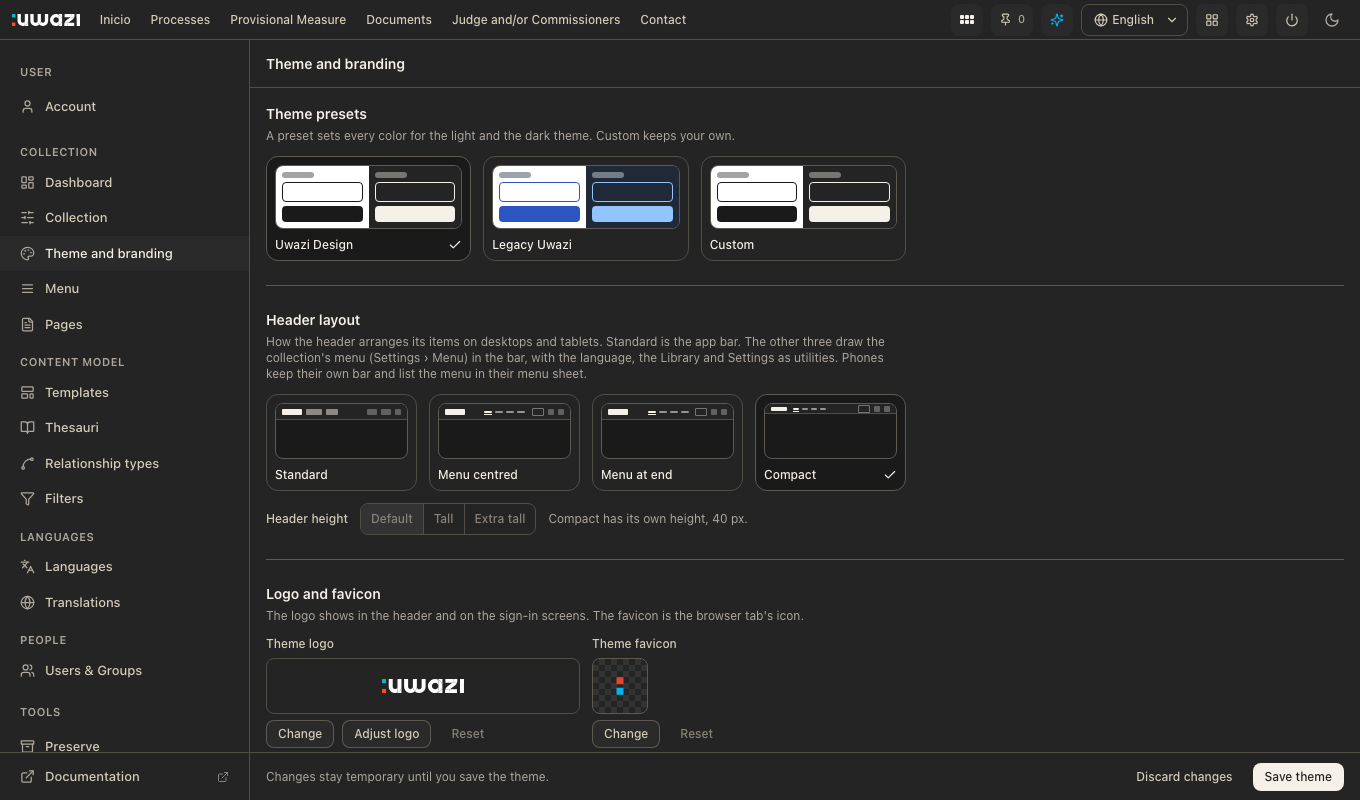 uwazi
Inicio
Processes
Provisional Measure
Documents
Judge and/or Commissioners
Contact
0
English
USER
Account
COLLECTION
Dashboard
Collection
Theme and branding
Menu
Pages
CONTENT MODEL
Templates
Thesauri
Relationship types
Filters
LANGUAGES
Languages
Translations
PEOPLE
Users & Groups
TOOLS
Preserve
Documentation
Theme and branding
Theme presets
A preset sets every color for the light and the dark theme. Custom keeps your own.
Uwazi Design
Legacy Uwazi
Custom
Header layout
How the header arranges its items on desktops and tablets. Standard is the app bar. The other three draw the
collection's menu (Settings › Menu) in the bar, with the language, the Library and Settings as utilities. Phones
keep their own bar and list the menu in their menu sheet.
Standard
Menu centred
Menu at end
Compact
Header height
Default
Tall
Extra tall
Compact has its own height, 40 px.
Logo and favicon
The logo shows in the header and on the sign-in screens. The favicon is the browser tab's icon.
Theme logo
Theme favicon
uwazi
Change
Adjust logo
Reset
Change
Reset
Changes stay temporary until you save the theme.
Discard changes
Save theme